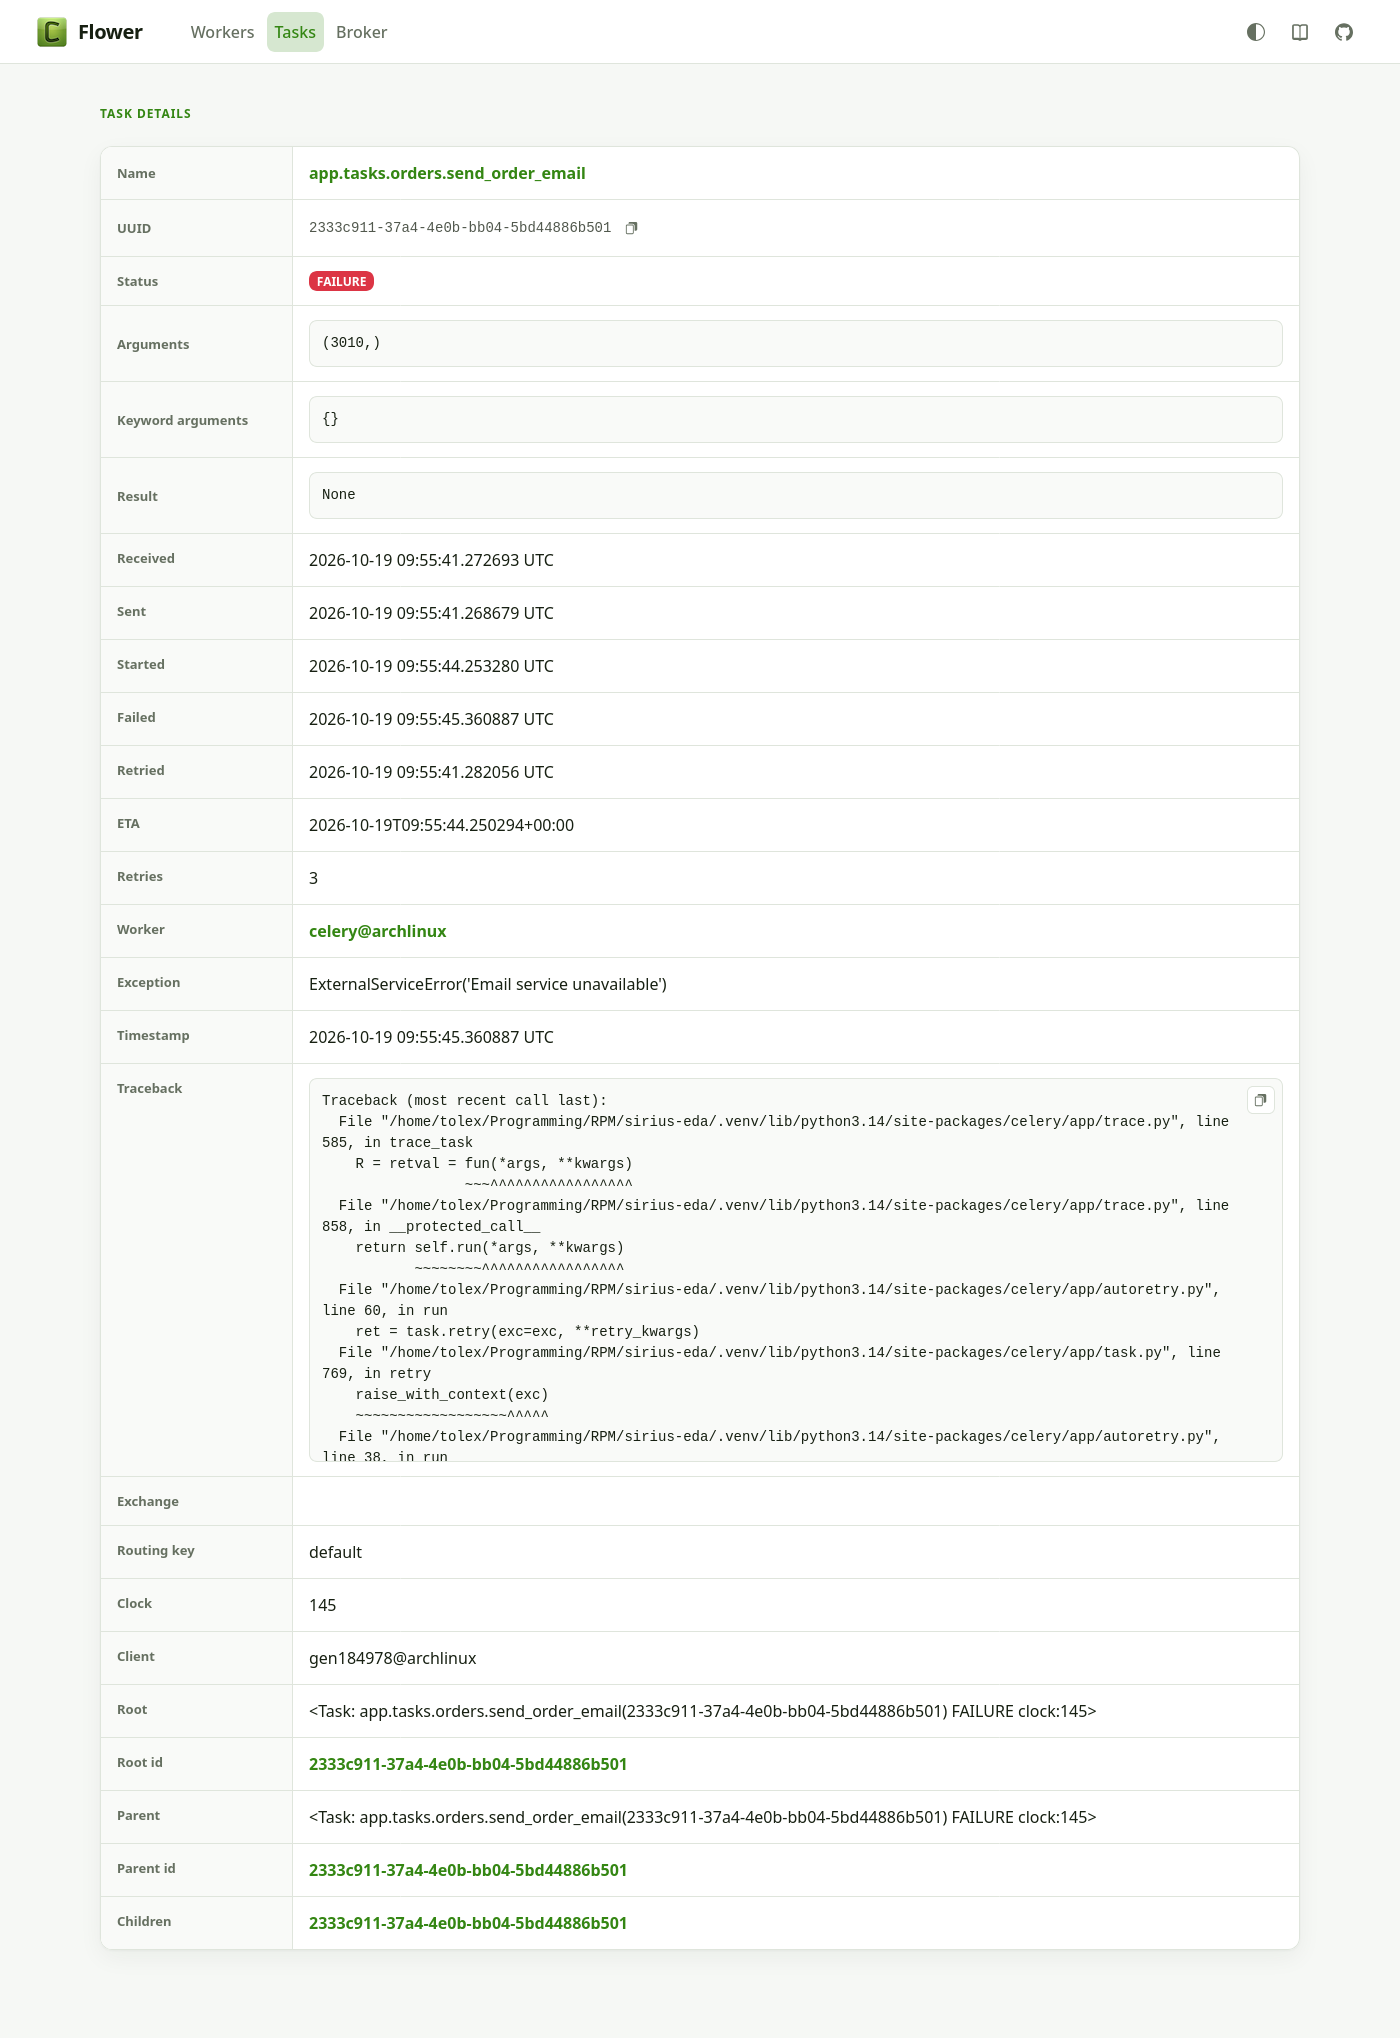 Flower
Workers Tasks Broker
TASK DETAILS
Name app.tasks.orders.send_order_email
UUID 2333c911-37a4-4e0b-bb04-5bd44886b501
Status FAILURE
Arguments (3010,)
Keyword arguments {}
Result None
Received 2026-10-19 09:55:41.272693 UTC
Sent 2026-10-19 09:55:41.268679 UTC
Started 2026-10-19 09:55:44.253280 UTC
Failed 2026-10-19 09:55:45.360887 UTC
Retried 2026-10-19 09:55:41.282056 UTC
ETA 2026-10-19T09:55:44.250294+00:00
Retries 3
Worker celery@archlinux
Exception ExternalServiceError('Email service unavailable')
Timestamp 2026-10-19 09:55:45.360887 UTC
Traceback Traceback (most recent call last):
  File "/home/tolex/Programming/RPM/sirius-eda/.venv/lib/python3.14/site-packages/celery/app/trace.py", line
585, in trace_task
    R = retval = fun(*args, **kwargs)
                 ~~~^^^^^^^^^^^^^^^^^
  File "/home/tolex/Programming/RPM/sirius-eda/.venv/lib/python3.14/site-packages/celery/app/trace.py", line
858, in __protected_call__
    return self.run(*args, **kwargs)
           ~~~~~~~~^^^^^^^^^^^^^^^^^
  File "/home/tolex/Programming/RPM/sirius-eda/.venv/lib/python3.14/site-packages/celery/app/autoretry.py",
line 60, in run
    ret = task.retry(exc=exc, **retry_kwargs)
  File "/home/tolex/Programming/RPM/sirius-eda/.venv/lib/python3.14/site-packages/celery/app/task.py", line
769, in retry
    raise_with_context(exc)
    ~~~~~~~~~~~~~~~~~~^^^^^
  File "/home/tolex/Programming/RPM/sirius-eda/.venv/lib/python3.14/site-packages/celery/app/autoretry.py",
line 38, in run
Exchange
Routing key default
Clock 145
Client gen184978@archlinux
Root <Task: app.tasks.orders.send_order_email(2333c911-37a4-4e0b-bb04-5bd44886b501) FAILURE clock:145>
Root id 2333c911-37a4-4e0b-bb04-5bd44886b501
Parent <Task: app.tasks.orders.send_order_email(2333c911-37a4-4e0b-bb04-5bd44886b501) FAILURE clock:145>
Parent id 2333c911-37a4-4e0b-bb04-5bd44886b501
Children 2333c911-37a4-4e0b-bb04-5bd44886b501